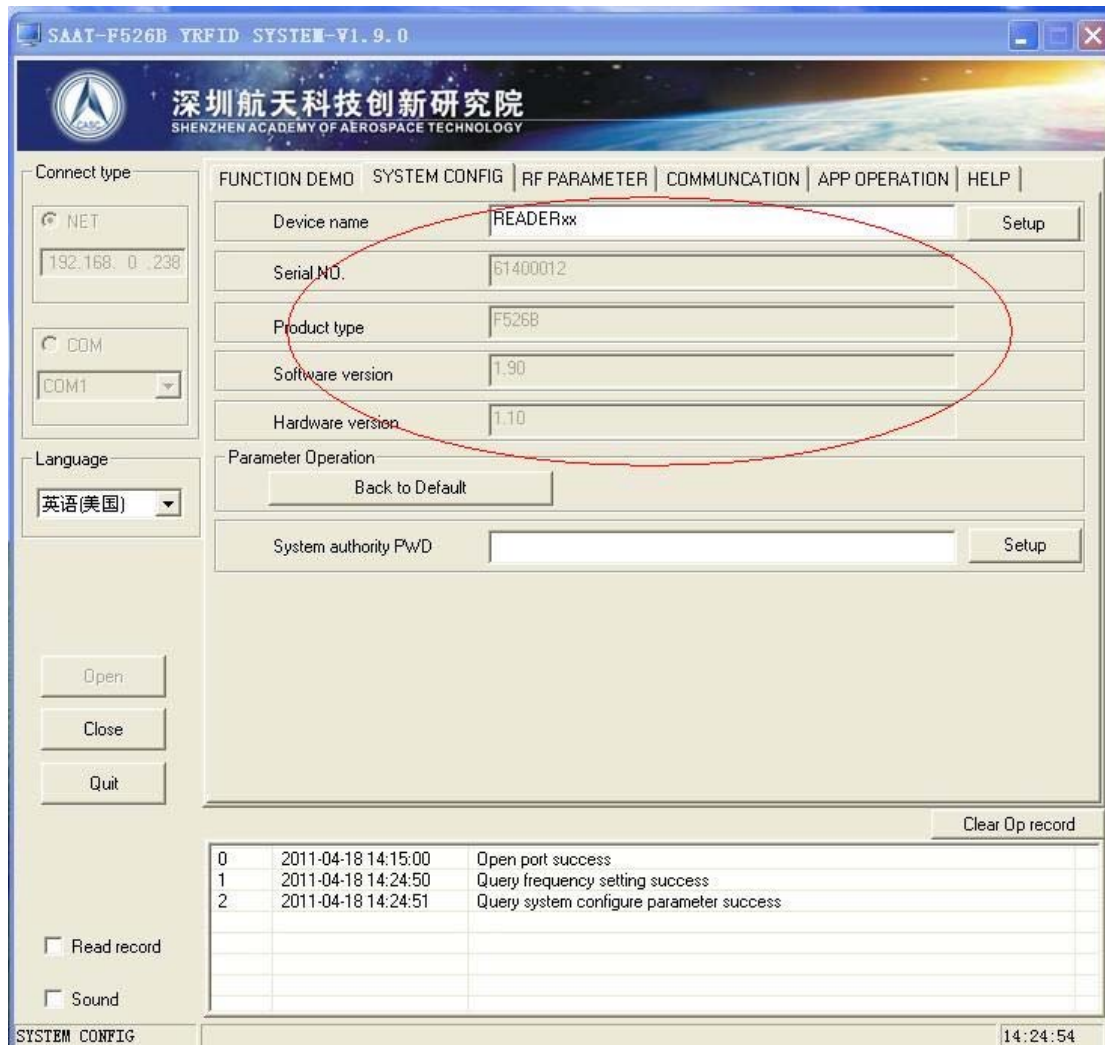 SAAT-F526B YRFID SYSTEM-V1.9.0
CASC
深圳航天科技创新研究院
SHENZHEN ACADEMY OF AEROSPACE TECHNOLOGY
Connect type
NET
192.168. 0 .238
COM
COM1
Language
英语(美国)
Open
Close
Quit
Read record
Sound
FUNCTION DEMO SYSTEM CONFIG RF PARAMETER COMMUNCATION APP OPERATION HELP
Device name READERxx Setup
Serial NO. 61400012
Product type F526B
Software version 1.90
Hardware version 1.10
Parameter Operation
Back to Default
System authority PWD Setup
Clear Op record
0 2011-04-18 14:15:00 Open port success
1 2011-04-18 14:24:50 Query frequency setting success
2 2011-04-18 14:24:51 Query system configure parameter success
SYSTEM CONFIG 14:24:54